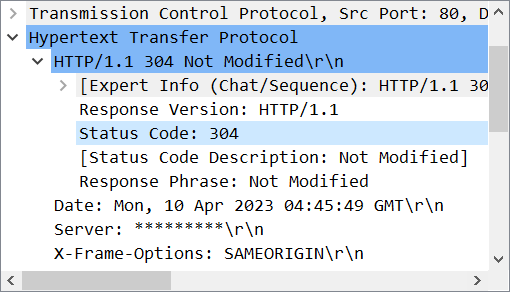 Transmission Control Protocol, Src Port: 80, D
Hypertext Transfer Protocol
HTTP/1.1 304 Not Modified\r\n
[Expert Info (Chat/Sequence): HTTP/1.1 30
Response Version: HTTP/1.1
Status Code: 304
[Status Code Description: Not Modified]
Response Phrase: Not Modified
Date: Mon, 10 Apr 2023 04:45:49 GMT\r\n
Server: *********\r\n
X-Frame-Options: SAMEORIGIN\r\n